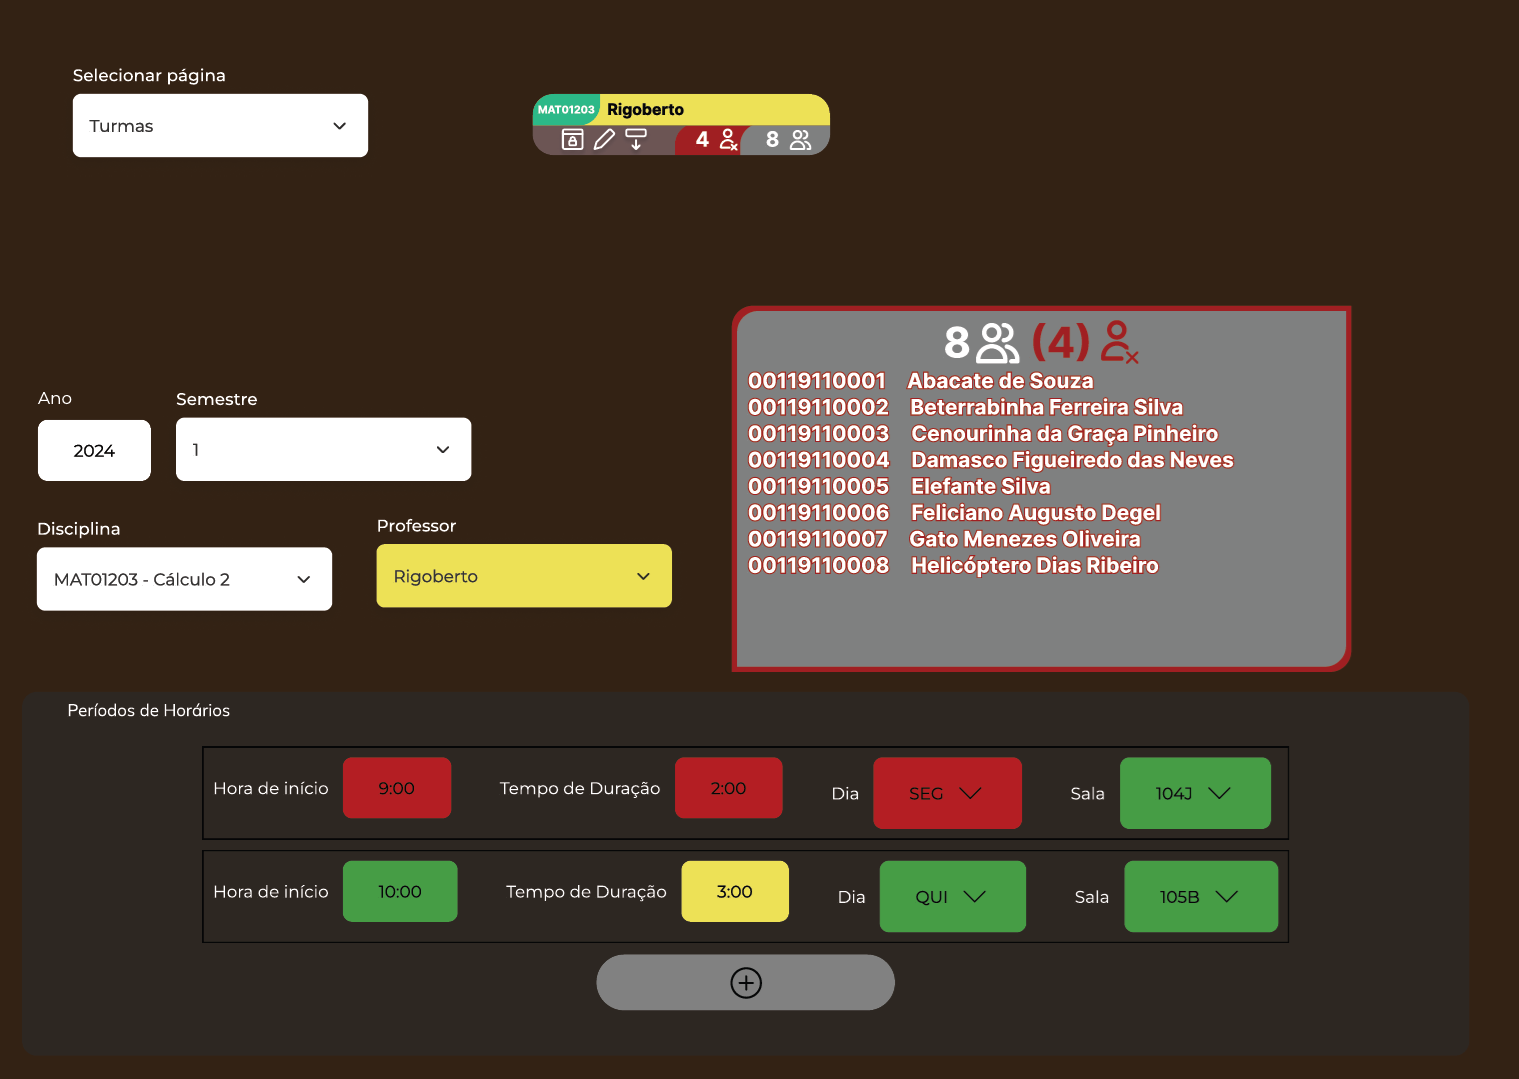 Selecionar página
Turmas
MAT01203 Rigoberto
4 8
8 (4)
00119110001 Abacate de Souza
00119110002 Beterrabinha Ferreira Silva
00119110003 Cenourinha da Graça Pinheiro
00119110004 Damasco Figueiredo das Neves
00119110005 Elefante Silva
00119110006 Feliciano Augusto Degel
00119110007 Gato Menezes Oliveira
00119110008 Helicóptero Dias Ribeiro
Ano Semestre
2024 1
Disciplina Professor
MAT01203 - Cálculo 2 Rigoberto
Períodos de Horários
Hora de início 9:00 Tempo de Duração 2:00 Dia SEG Sala 104J
Hora de início 10:00 Tempo de Duração 3:00 Dia QUI Sala 105B